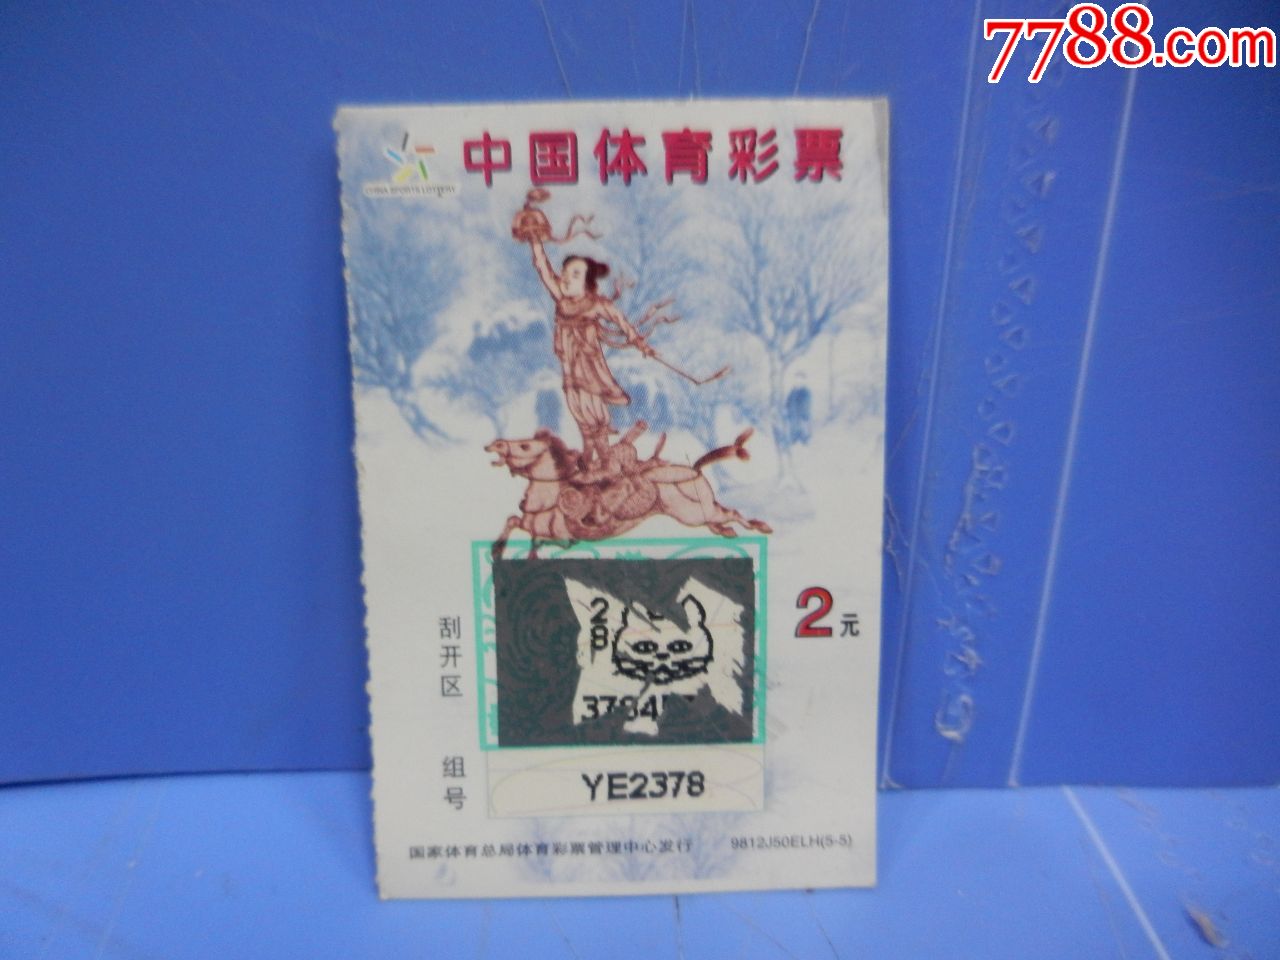 7788.com
中国体育彩票
CHINA SPORTS LOTTERY
2元
刮开区
2
8
组号
YE2378
国家体育总局体育彩票管理中心发行
9812J50ELH(5-5)